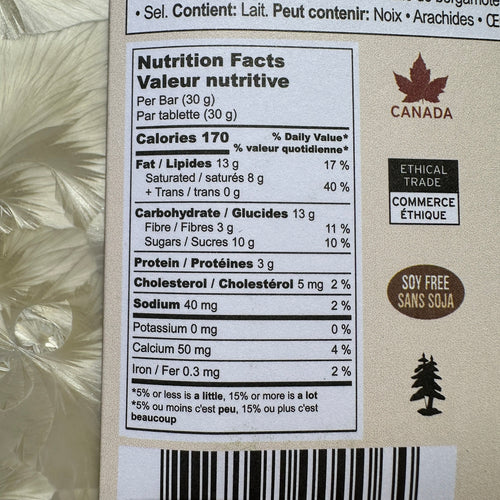 de bergamote
• Sel. Contient: Lait. Peut contenir: Noix • Arachides • Œ
Nutrition Facts
Valeur nutritive
Per Bar (30 g)
Par tablette (30 g)
Calories 170 % Daily Value*
% valeur quotidienne*
Fat / Lipides 13 g 17 %
Saturated / saturés 8 g
+ Trans / trans 0 g 40 %
Carbohydrate / Glucides 13 g
Fibre / Fibres 3 g 11 %
Sugars / Sucres 10 g 10 %
Protein / Protéines 3 g
Cholesterol / Cholestérol 5 mg 2 %
Sodium 40 mg 2 %
Potassium 0 mg 0 %
Calcium 50 mg 4 %
Iron / Fer 0.3 mg 2 %
*5% or less is a little, 15% or more is a lot
*5% ou moins c'est peu, 15% ou plus c'est
beaucoup
CANADA
ETHICAL
TRADE
COMMERCE
ÉTHIQUE
SOY FREE
SANS SOJA